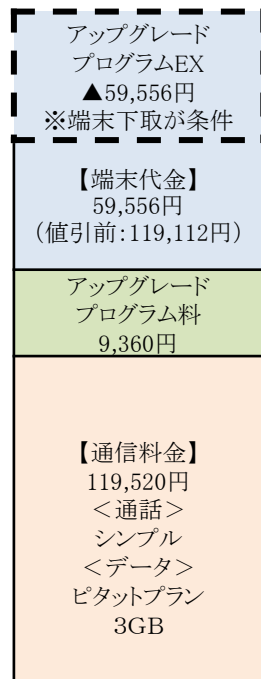 アップグレード
プログラムEX
▲59,556円
※端末下取が条件
【端末代金】
59,556円
（値引前：119,112円）
アップグレード
プログラム料
9,360円
【通信料金】
119,520円
＜通話＞
シンプル
＜データ＞
ピタットプラン
3GB